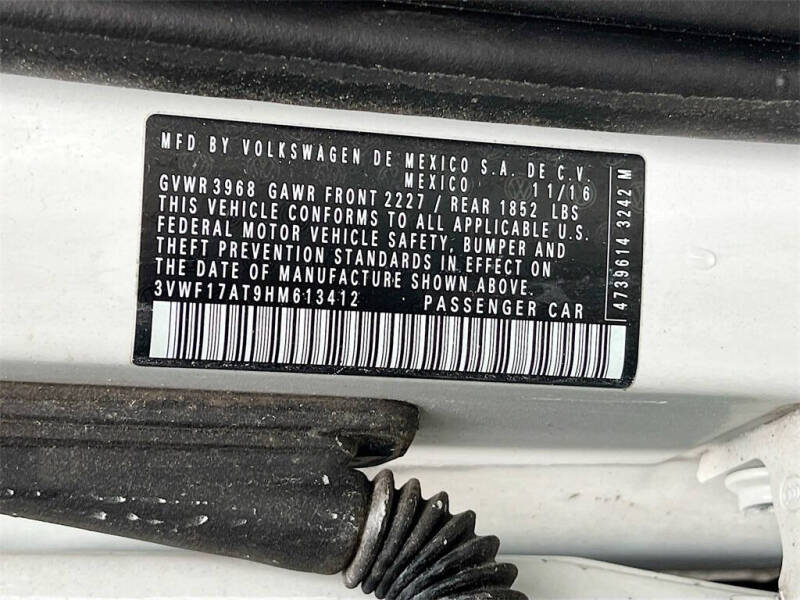 MFD BY VOLKSWAGEN DE MEXICO S.A. DE C.V.
MEXICO 11/16
GVWR 3968 GAWR FRONT 2227 / REAR 1852 LBS
THIS VEHICLE CONFORMS TO ALL APPLICABLE U.S.
FEDERAL MOTOR VEHICLE SAFETY, BUMPER AND
THEFT PREVENTION STANDARDS IN EFFECT ON
THE DATE OF MANUFACTURE SHOWN ABOVE.
3VWF17AT9HM613412 PASSENGER CAR
47396143242 M